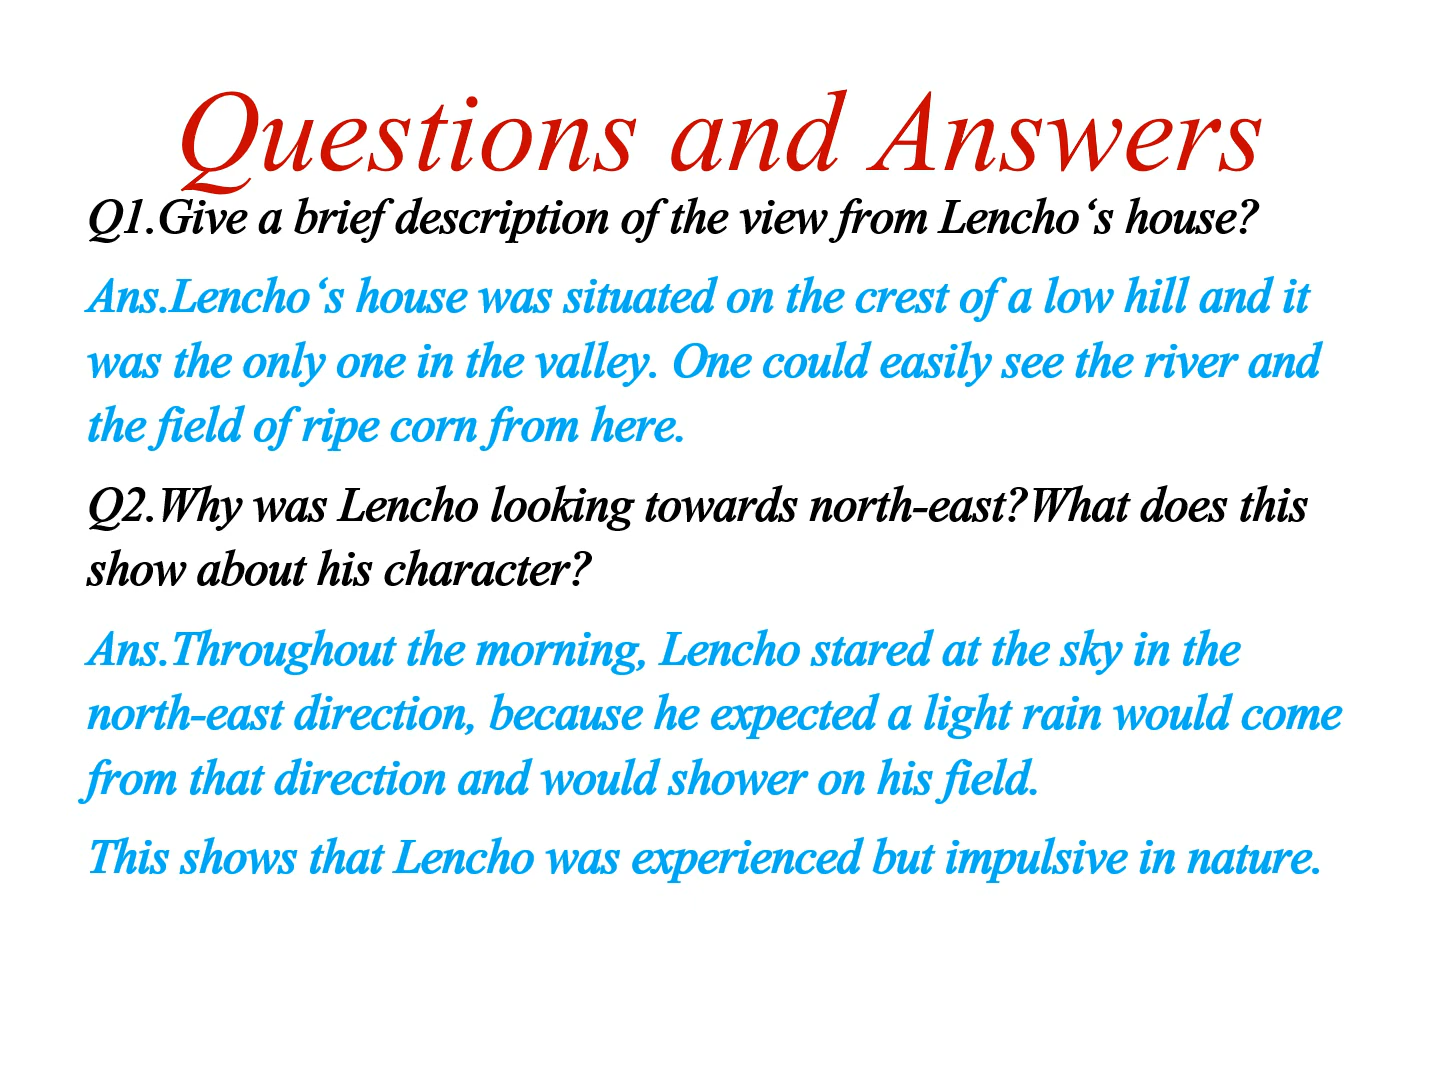 Questions and Answers
Q1.Give a brief description of the view from Lencho‘s house?
Ans.Lencho‘s house was situated on the crest of a low hill and it
was the only one in the valley. One could easily see the river and
the field of ripe corn from here.
Q2.Why was Lencho looking towards north-east?What does this
show about his character?
Ans.Throughout the morning, Lencho stared at the sky in the
north-east direction, because he expected a light rain would come
from that direction and would shower on his field.
This shows that Lencho was experienced but impulsive in nature.